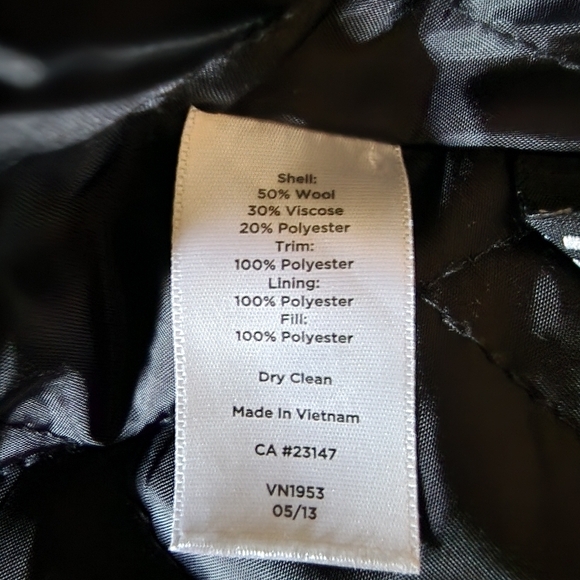 Shell:
50% Wool
30% Viscose
20% Polyester
Trim:
100% Polyester
Lining:
100% Polyester
Fill:
100% Polyester
Dry Clean
Made In Vietnam
CA #23147
VN1953
05/13